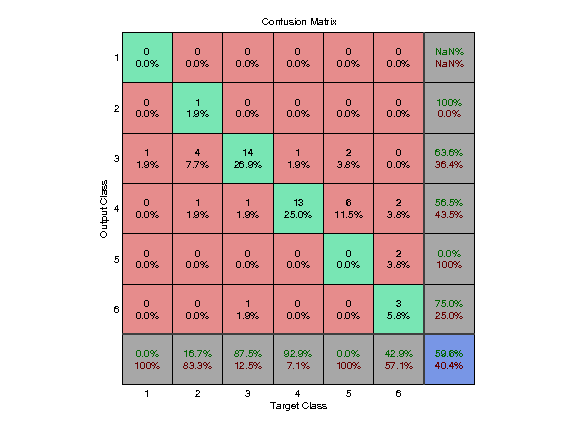 Confusion Matrix
1 0 0 0 0 0 0 NaN%
0.0% 0.0% 0.0% 0.0% 0.0% 0.0% NaN%
2 0 1 0 0 0 0 100%
0.0% 1.9% 0.0% 0.0% 0.0% 0.0% 0.0%
3 1 4 14 1 2 0 63.6%
1.9% 7.7% 26.9% 1.9% 3.8% 0.0% 36.4%
4 0 1 1 13 6 2 56.5%
0.0% 1.9% 1.9% 25.0% 11.5% 3.8% 43.5%
5 0 0 0 0 0 2 0.0%
0.0% 0.0% 0.0% 0.0% 0.0% 3.8% 100%
6 0 0 1 0 0 3 75.0%
0.0% 0.0% 1.9% 0.0% 0.0% 5.8% 25.0%
0.0% 16.7% 87.5% 92.9% 0.0% 42.9% 59.6%
100% 83.3% 12.5% 7.1% 100% 57.1% 40.4%
1 2 3 4 5 6
Target Class
Output Class